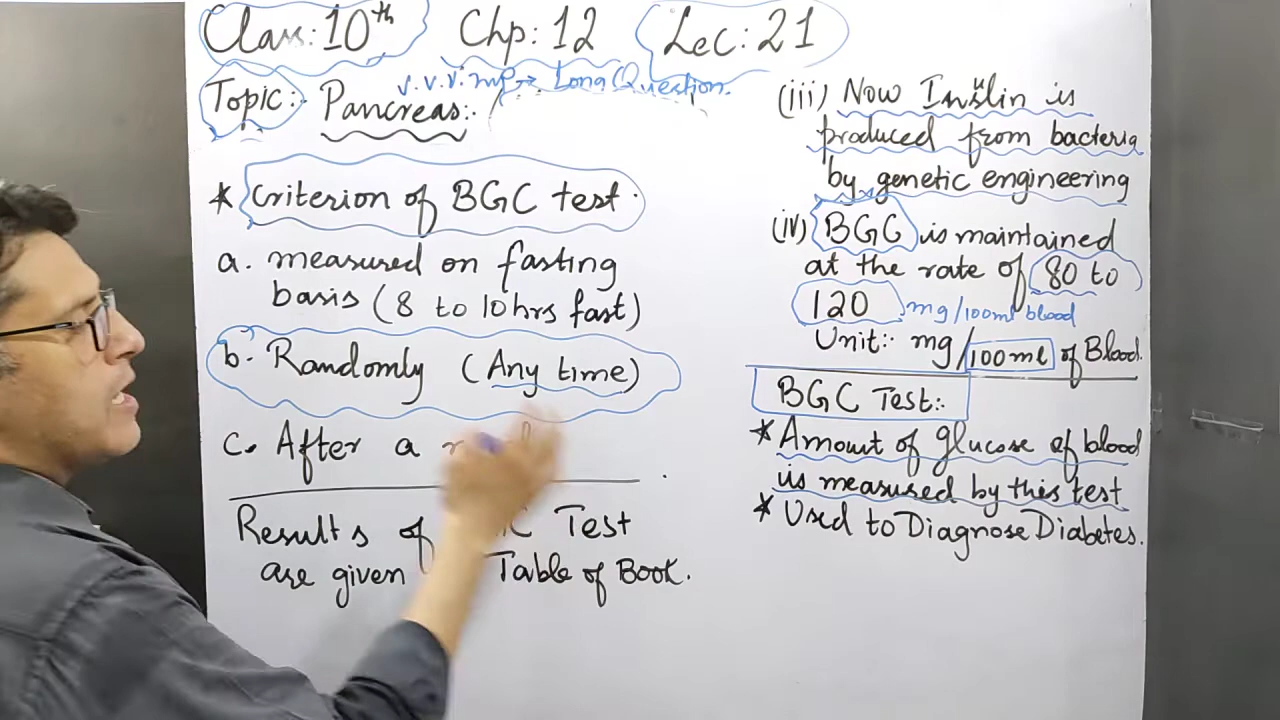 Class: 10th Chp: 12 Lec: 21
v.v.v. imp → Long Question.
Topic:- Pancreas:-
* Criterion of BGC test.
a. measured on fasting
basis (8 to 10hrs fast)
b. Randomly (Any time)
c. After a
Results of Test
are given Table of Book.
(iii) Now Insulin is
produced from bacteria
by genetic engineering
(iv) BGC is maintained
at the rate of 80 to
120 mg/100ml blood
Unit:- mg/100ml of Blood.
BGC Test:-
* Amount of glucose of blood
is measured by this test
* Used to Diagnose Diabetes.